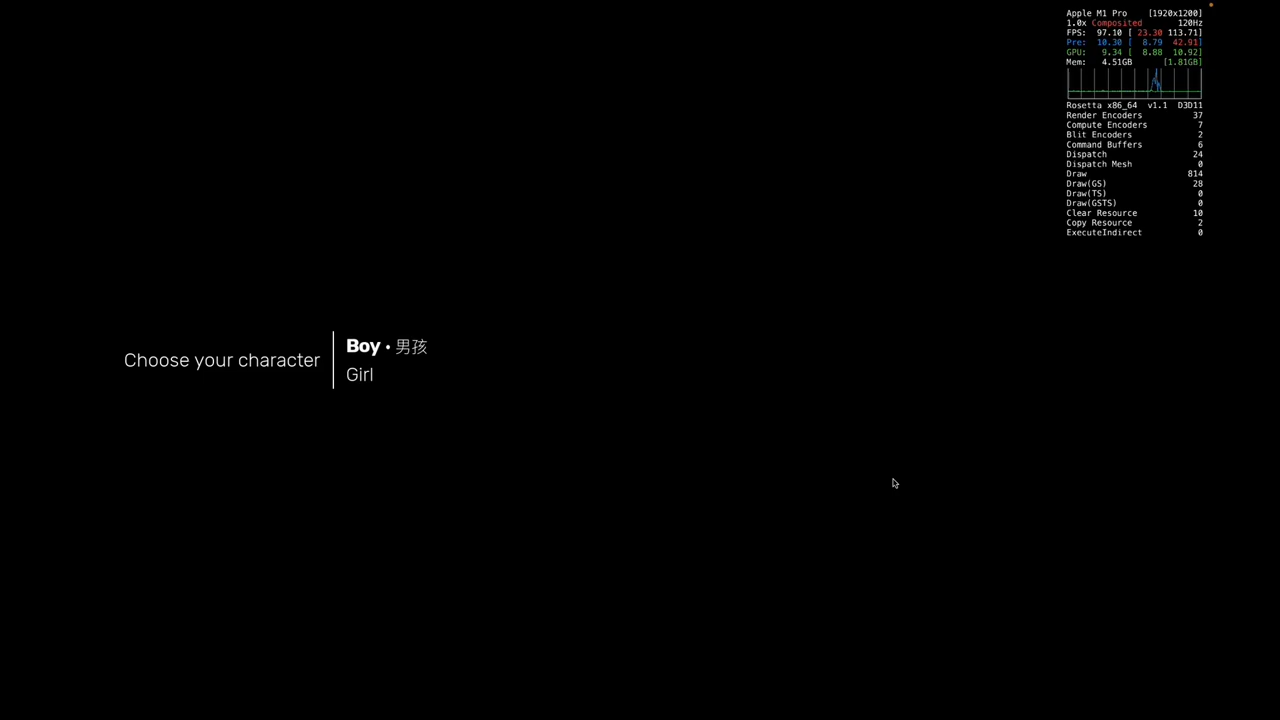 Apple M1 Pro [1920x1200]
1.0x Composited 120Hz
FPS: 97.10 [ 23.30 113.71]
Pre: 10.30 [ 8.79 42.91]
GPU: 9.34 [ 8.88 10.92]
Mem: 4.51GB [1.81GB]
Rosetta x86_64 v1.1 D3D11
Render Encoders 37
Compute Encoders 7
Blit Encoders 2
Command Buffers 6
Dispatch 24
Dispatch Mesh 0
Draw 814
Draw(GS) 28
Draw(TS) 0
Draw(GSTS) 0
Clear Resource 10
Copy Resource 2
ExecuteIndirect 0
Choose your character
Boy • 男孩
Girl